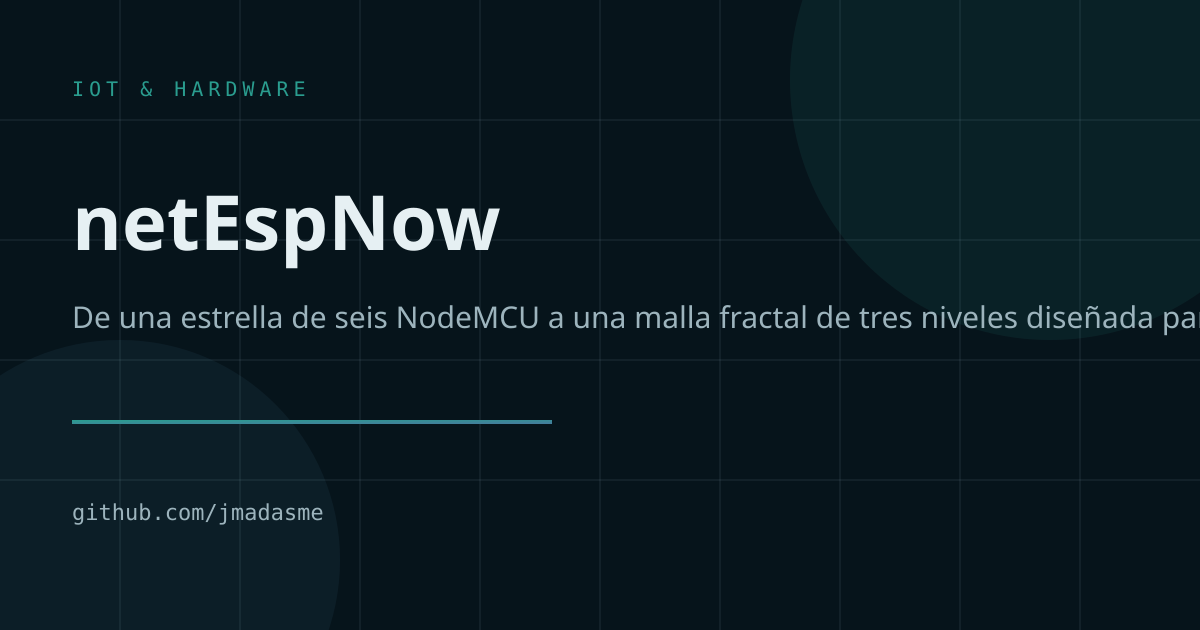 IOT & HARDWARE
netEspNow
De una estrella de seis NodeMCU a una malla fractal de tres niveles diseñada
github.com/jmadasme